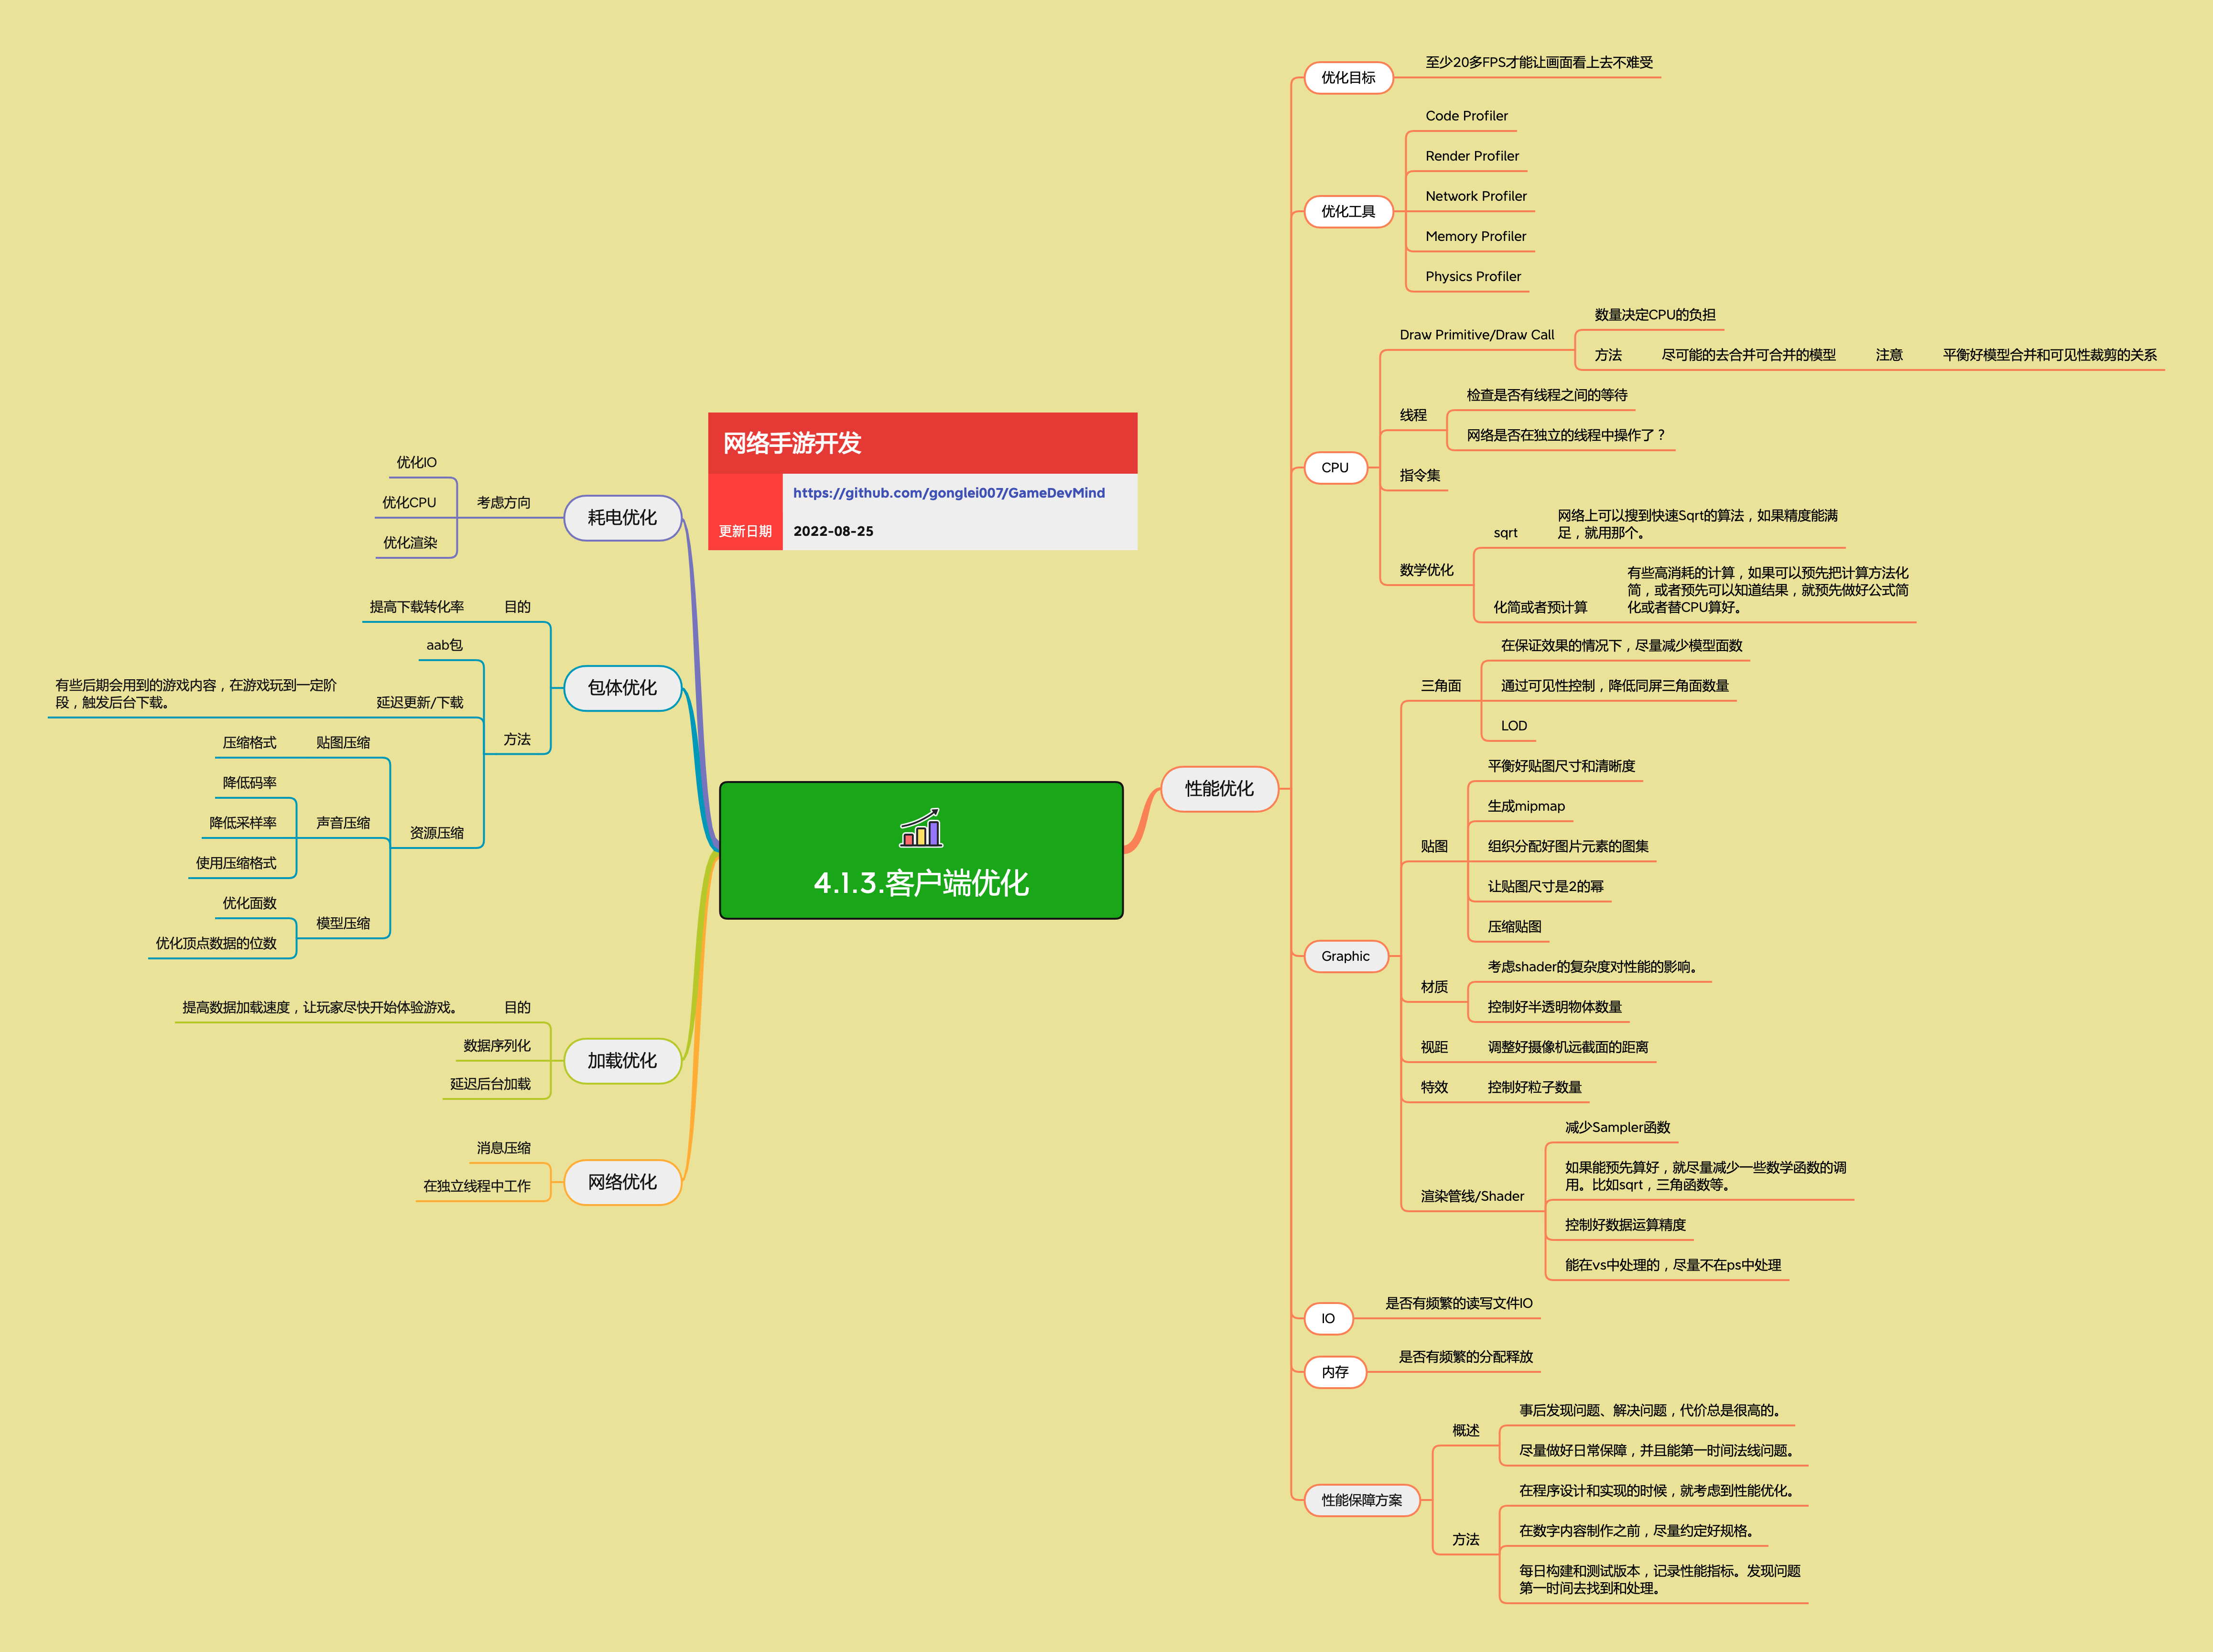 网络手游开发
https://github.com/gonglei007/GameDevMind
更新日期
2022-08-25
4.1.3.客户端优化
性能优化
优化目标
至少20多FPS才能让画面看上去不难受
优化工具
Code Profiler
Render Profiler
Network Profiler
Memory Profiler
Physics Profiler
CPU
Draw Primitive/Draw Call
数量决定CPU的负担
方法
尽可能的去合并可合并的模型
注意
平衡好模型合并和可见性裁剪的关系
线程
检查是否有线程之间的等待
网络是否在独立的线程中操作了？
指令集
数学优化
sqrt
网络上可以搜到快速Sqrt的算法，如果精度能满
足，就用那个。
化简或者预计算
有些高消耗的计算，如果可以预先把计算方法化
简，或者预先可以知道结果，就预先做好公式简
化或者替CPU算好。
Graphic
三角面
在保证效果的情况下，尽量减少模型面数
通过可见性控制，降低同屏三角面数量
LOD
贴图
平衡好贴图尺寸和清晰度
生成mipmap
组织分配好图片元素的图集
让贴图尺寸是2的幂
压缩贴图
材质
考虑shader的复杂度对性能的影响。
控制好半透明物体数量
视距
调整好摄像机远截面的距离
特效
控制好粒子数量
渲染管线/Shader
减少Sampler函数
如果能预先算好，就尽量减少一些数学函数的调
用。比如sqrt，三角函数等。
控制好数据运算精度
能在vs中处理的，尽量不在ps中处理
IO
是否有频繁的读写文件IO
内存
是否有频繁的分配释放
性能保障方案
概述
事后发现问题、解决问题，代价总是很高的。
尽量做好日常保障，并且能第一时间法线问题。
方法
在程序设计和实现的时候，就考虑到性能优化。
在数字内容制作之前，尽量约定好规格。
每日构建和测试版本，记录性能指标。发现问题
第一时间去找到和处理。
耗电优化
考虑方向
优化IO
优化CPU
优化渲染
包体优化
目的
提高下载转化率
方法
aab包
延迟更新/下载
有些后期会用到的游戏内容，在游戏玩到一定阶
段，触发后台下载。
资源压缩
贴图压缩
压缩格式
声音压缩
降低码率
降低采样率
使用压缩格式
模型压缩
优化面数
优化顶点数据的位数
加载优化
目的
提高数据加载速度，让玩家尽快开始体验游戏。
数据序列化
延迟后台加载
网络优化
消息压缩
在独立线程中工作